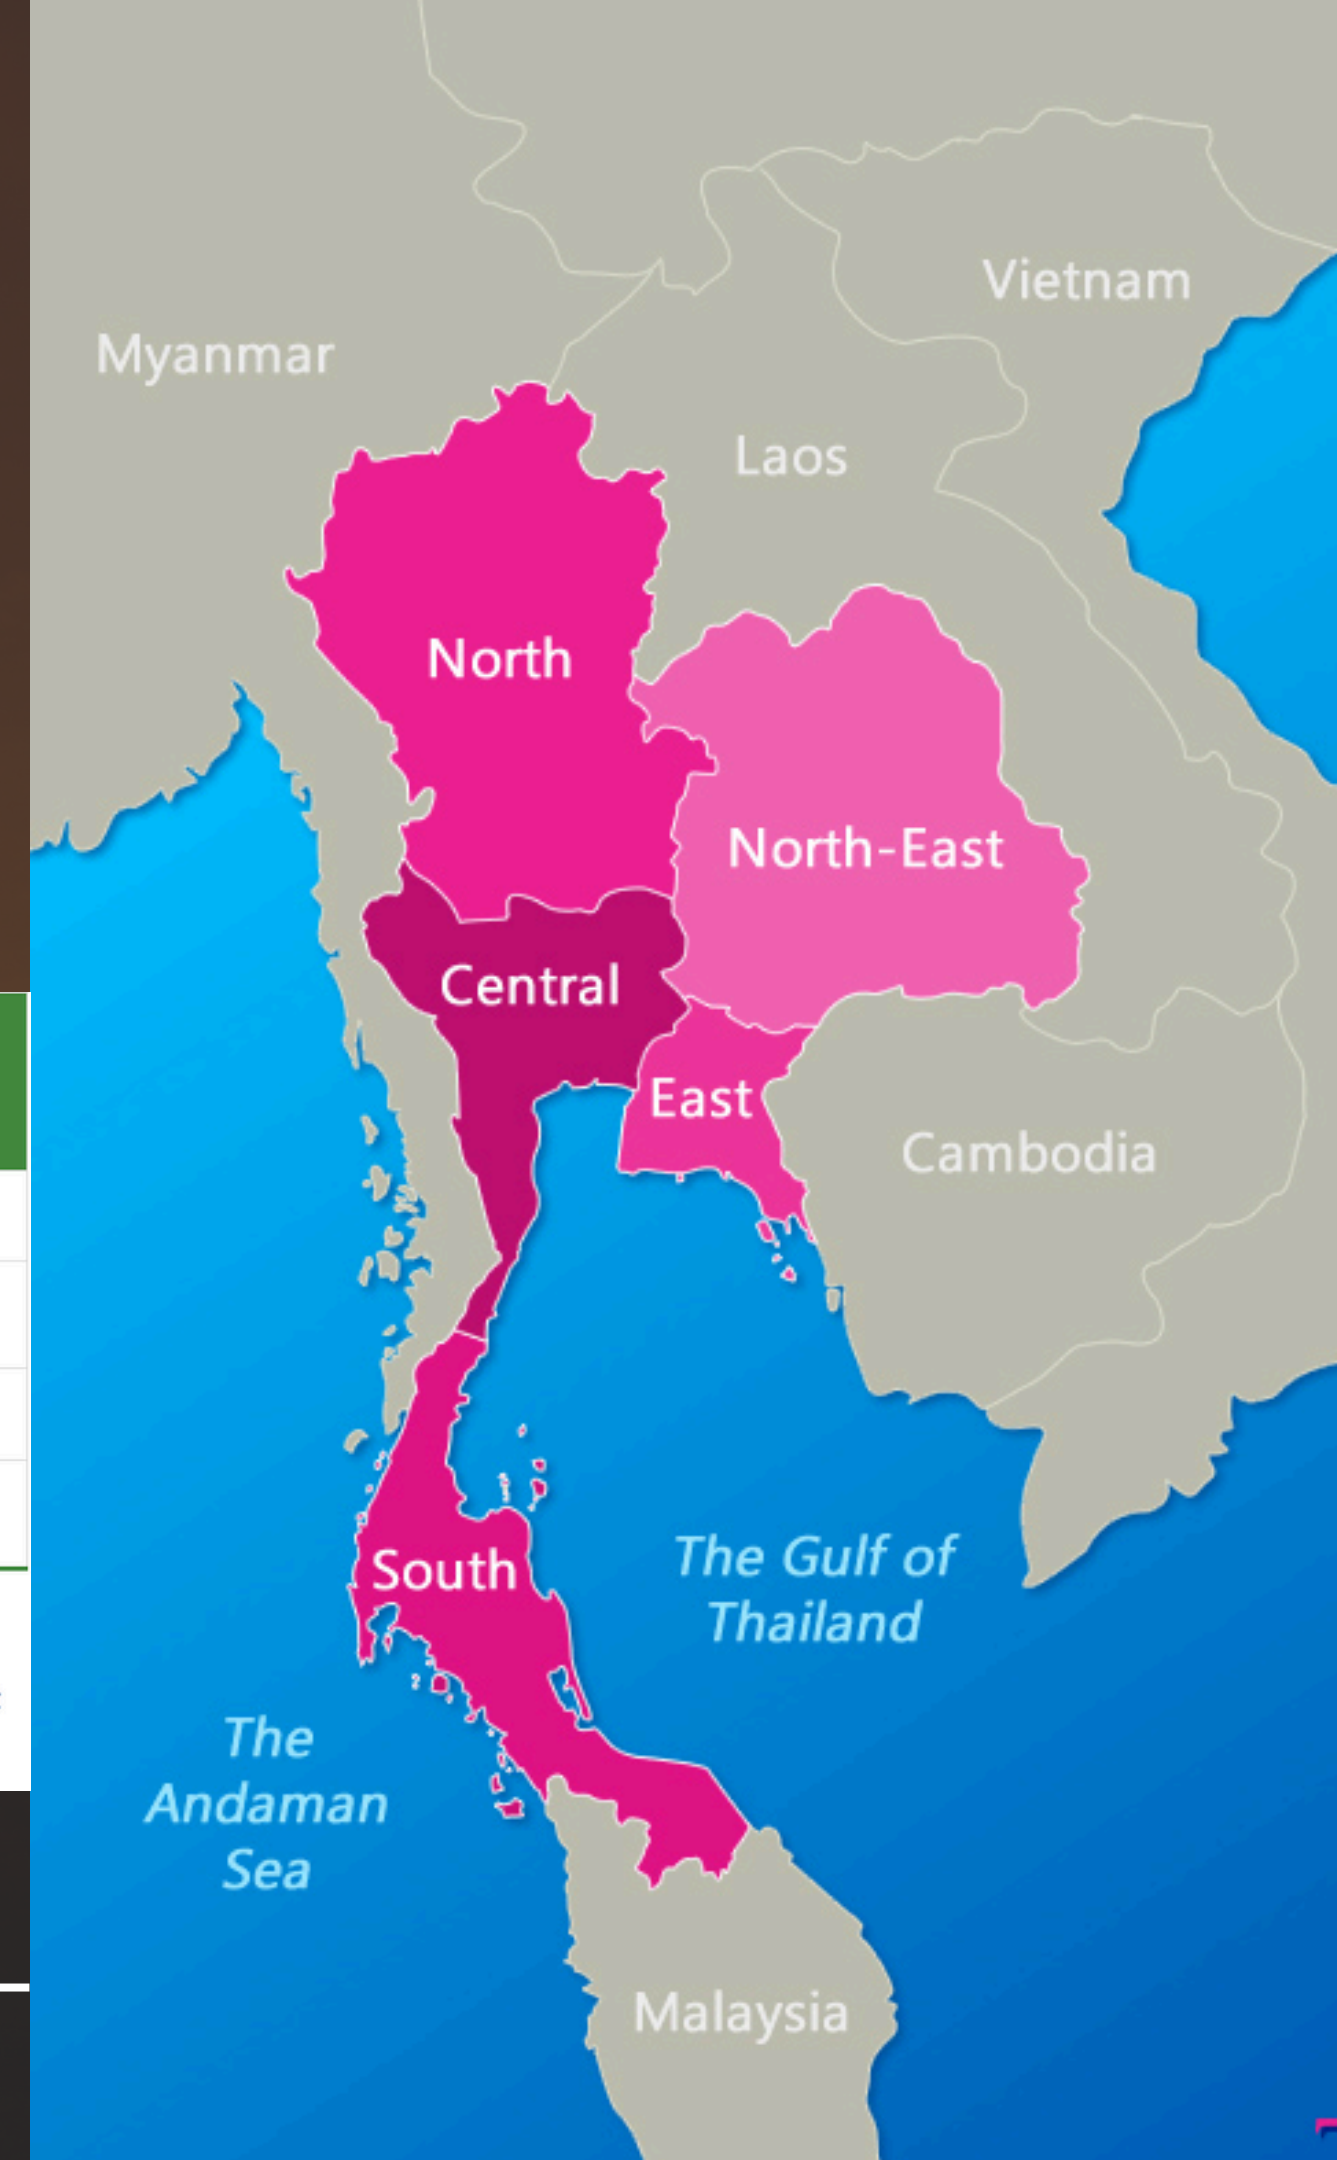 Vietnam
Myanmar
Laos
North
North-East
Central
East
Cambodia
South
The Gulf of
Thailand
The
Andaman
Sea
Malaysia